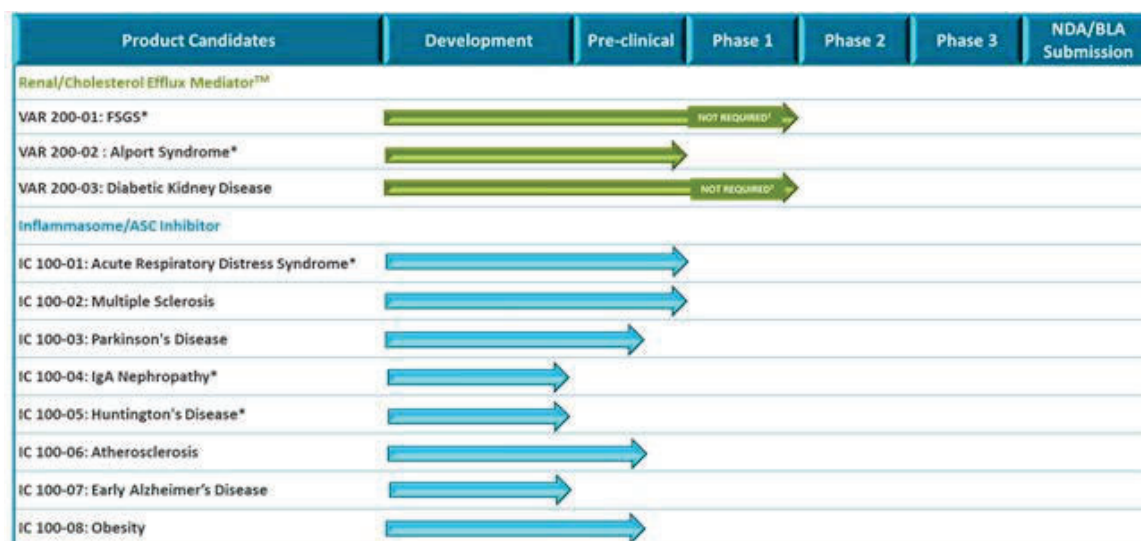 Product Candidates Development Pre-clinical Phase 1 Phase 2 Phase 3 NDA/BLA Submission
Renal/Cholesterol Efflux Mediator™
VAR 200-01: FSGS* NOT REQUIRED¹
VAR 200-02 : Alport Syndrome*
VAR 200-03: Diabetic Kidney Disease NOT REQUIRED
Inflammasome/ASC Inhibitor
IC 100-01: Acute Respiratory Distress Syndrome*
IC 100-02: Multiple Sclerosis
IC 100-03: Parkinson's Disease
IC 100-04: IgA Nephropathy*
IC 100-05: Huntington's Disease*
IC 100-06: Atherosclerosis
IC 100-07: Early Alzheimer's Disease
IC 100-08: Obesity